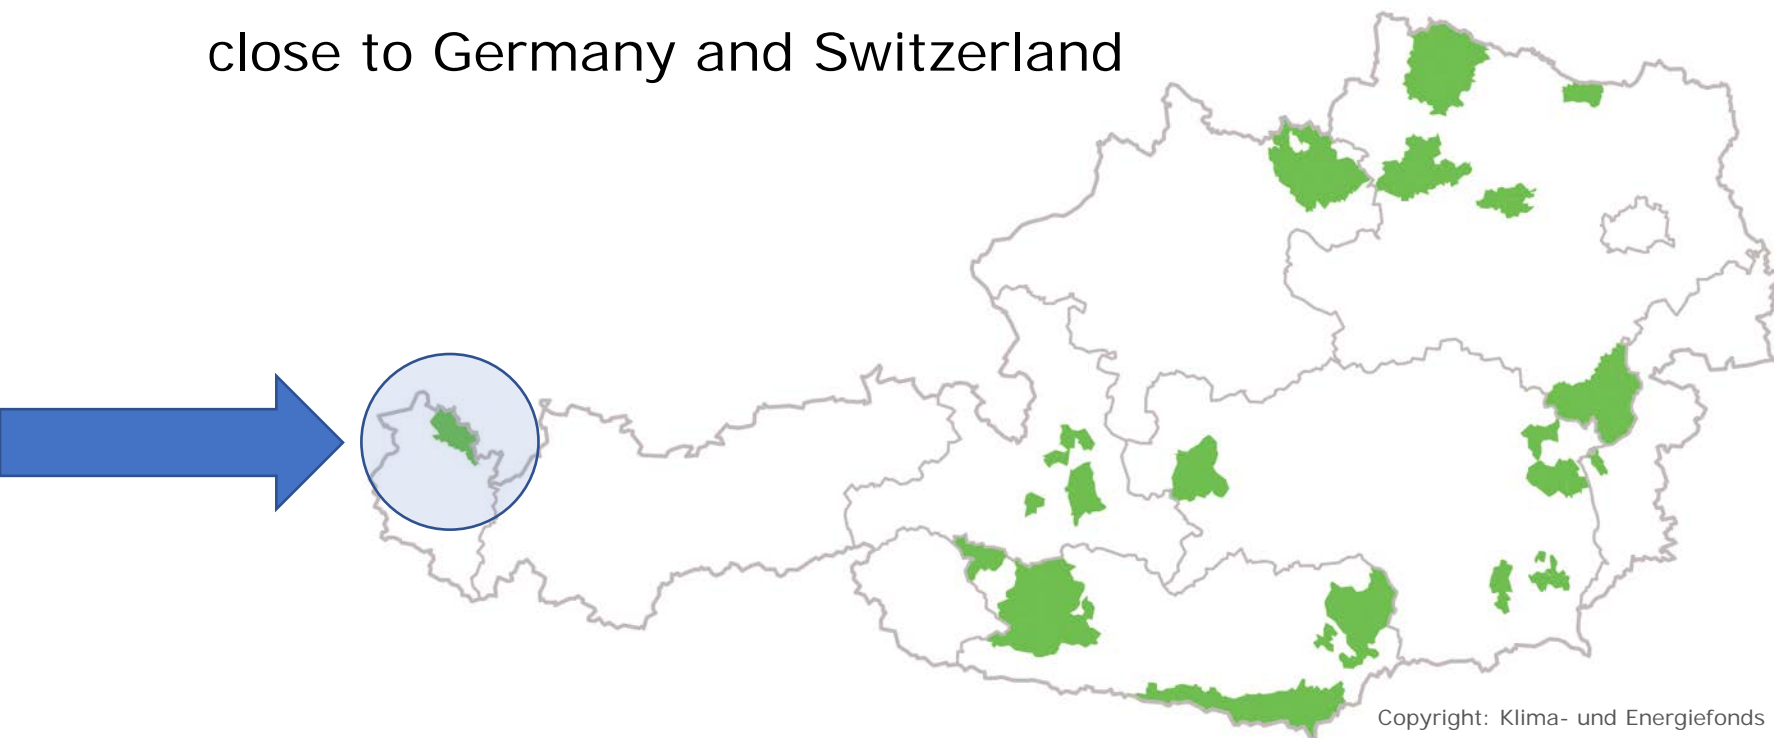 close to Germany and Switzerland
Copyright: Klima- und Energiefonds